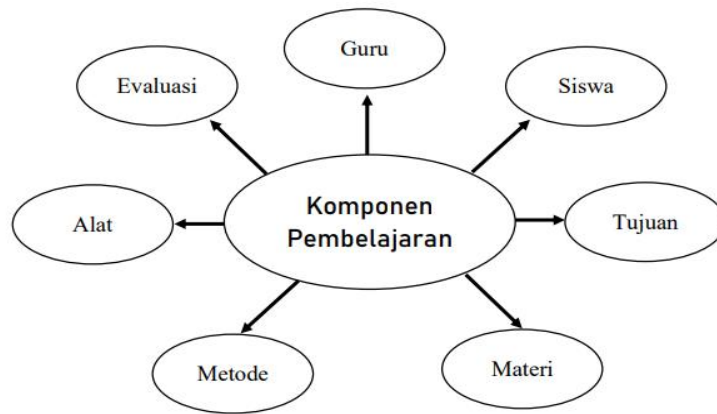 Guru
Evaluasi
Siswa
Komponen
Pembelajaran
Alat
Tujuan
Metode
Materi